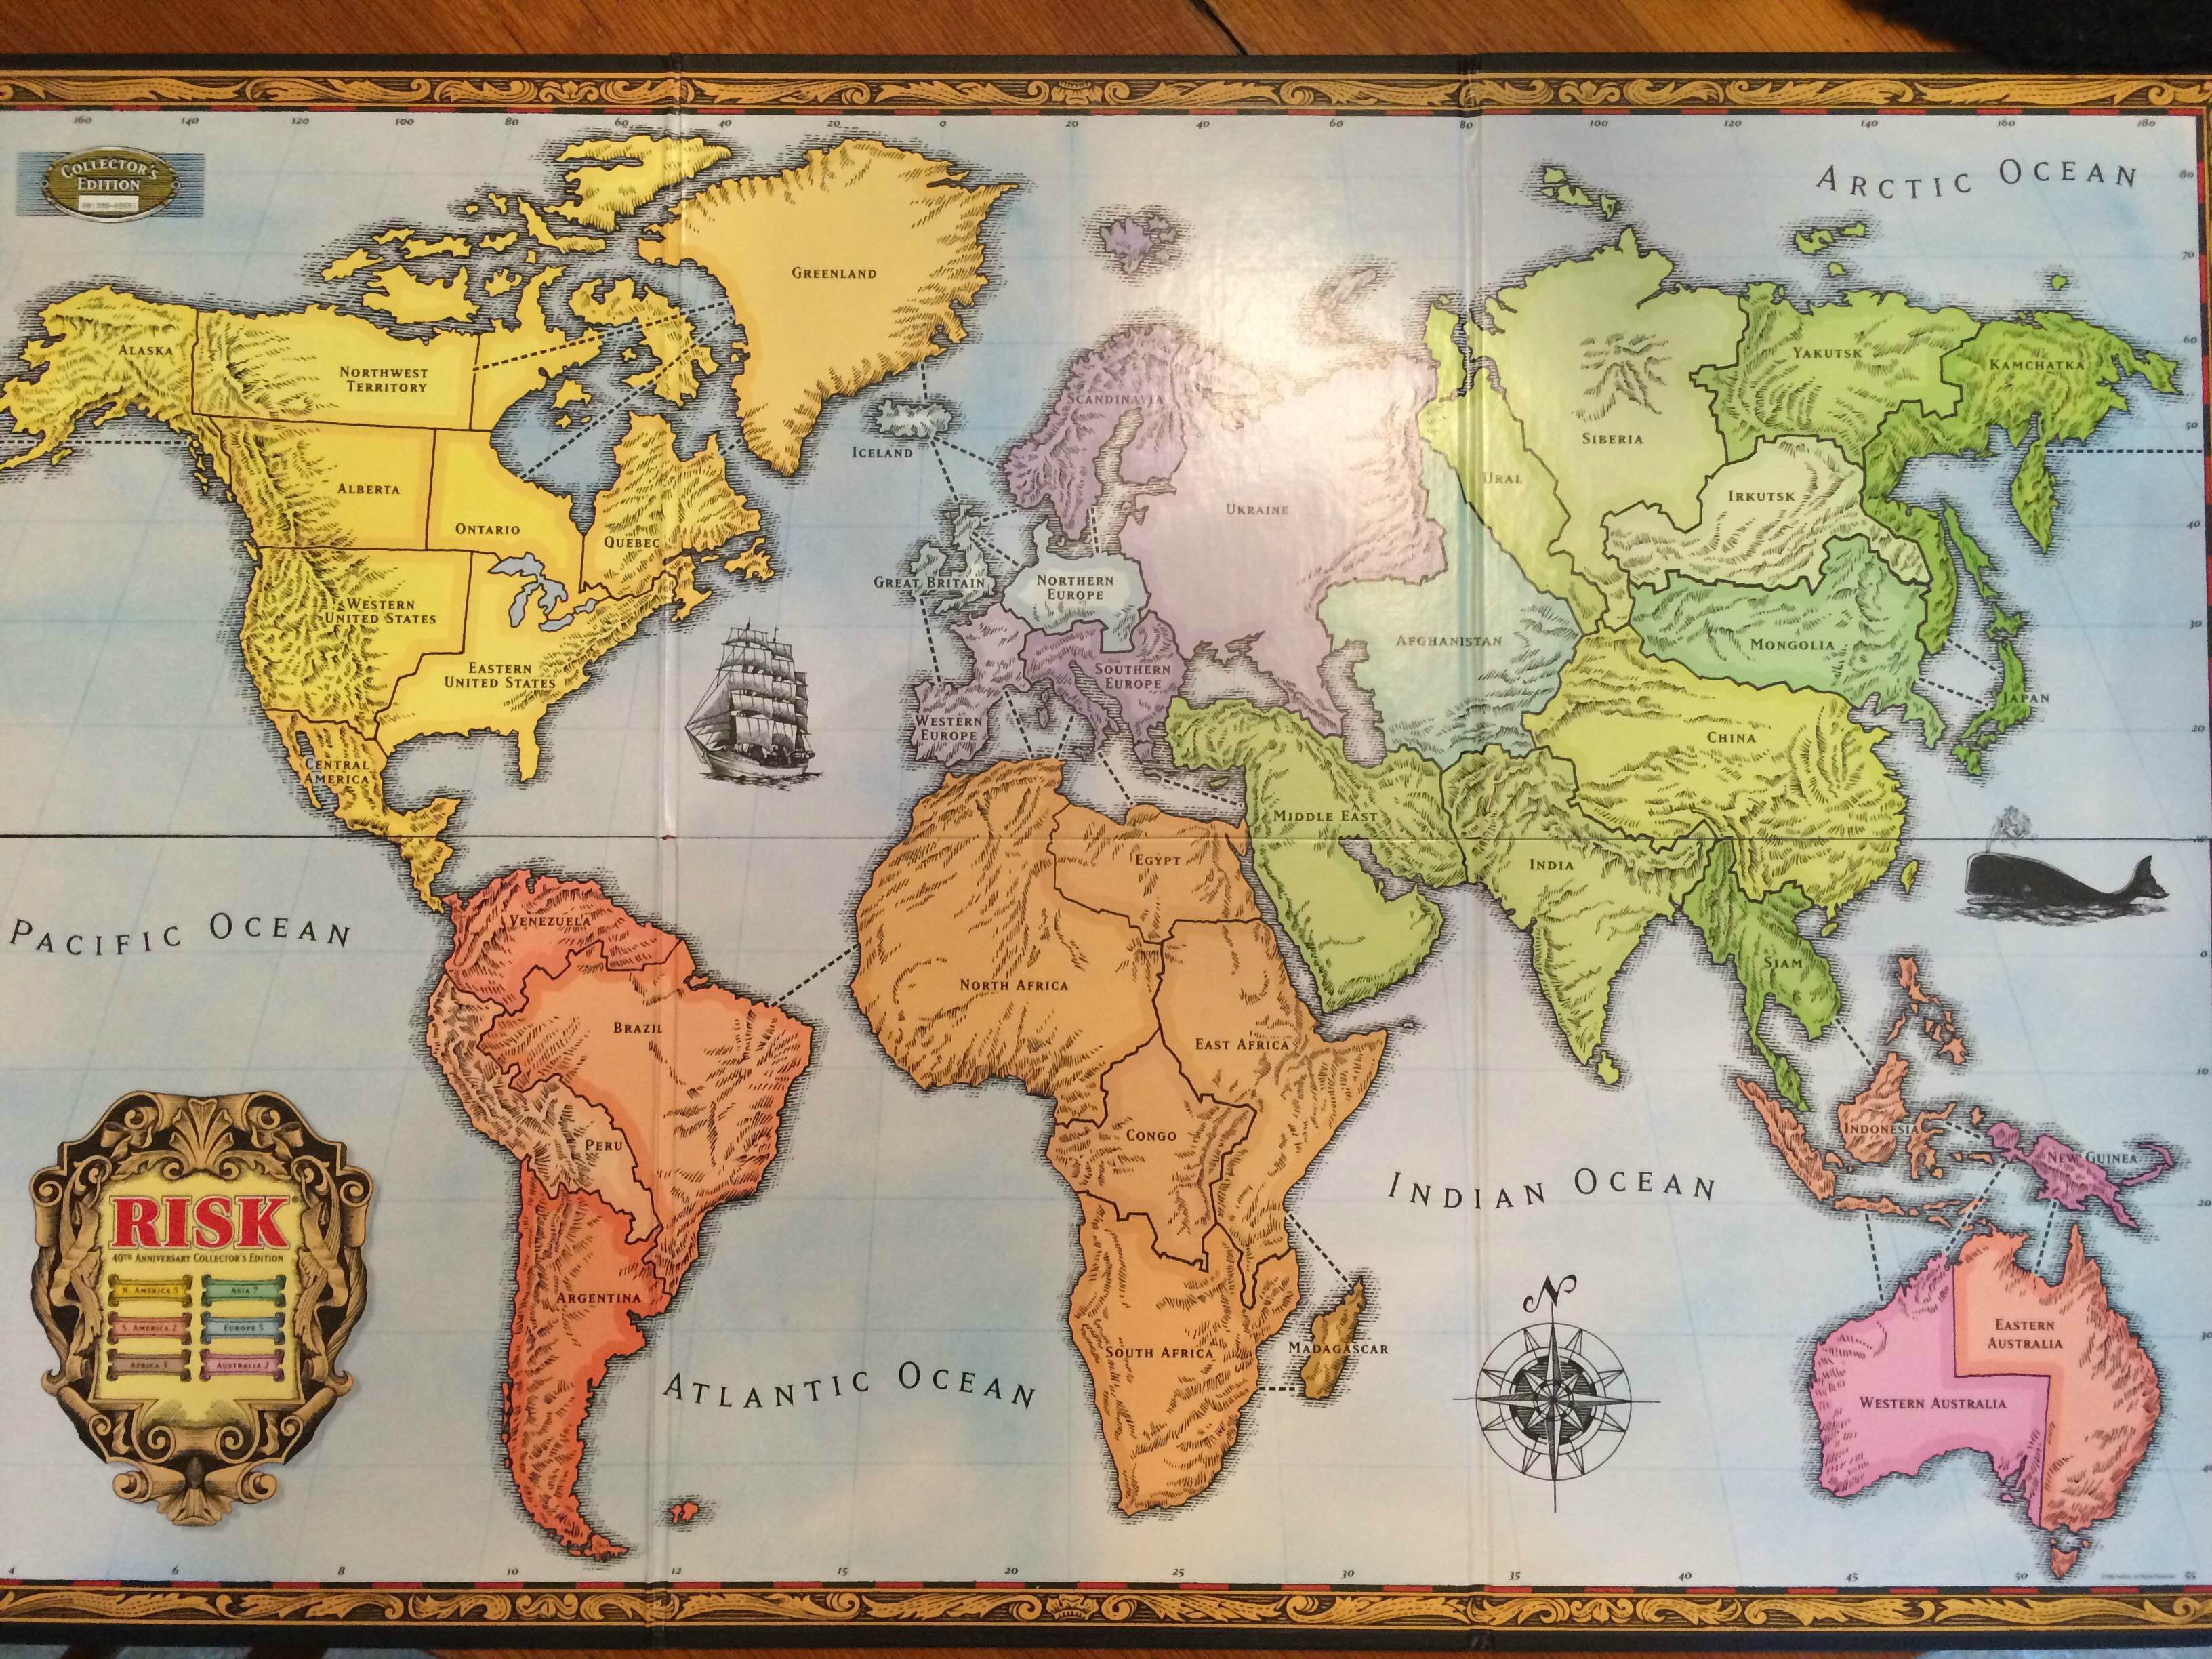 160 140 120 100 80 60 40 20 0 20 40 60 80 100 120 140 160 180
COLLECTOR'S
EDITION
ARCTIC OCEAN
80
70
60
50
40
30
20
10
0
10
20
30
40
GREENLAND
ALASKA
NORTHWEST
TERRITORY
ALBERTA
ONTARIO
QUEBEC
WESTERN
UNITED STATES
EASTERN
UNITED STATES
CENTRAL
AMERICA
ICELAND
SCANDINAVIA
UKRAINE
GREAT BRITAIN
NORTHERN
EUROPE
SOUTHERN
EUROPE
WESTERN
EUROPE
URAL
SIBERIA
YAKUTSK
KAMCHATKA
IRKUTSK
MONGOLIA
JAPAN
AFGHANISTAN
CHINA
MIDDLE EAST
INDIA
SIAM
PACIFIC OCEAN
VENEZUELA
BRAZIL
PERU
ARGENTINA
NORTH AFRICA
EGYPT
EAST AFRICA
CONGO
SOUTH AFRICA
MADAGASCAR
INDIAN OCEAN
INDONESIA
NEW GUINEA
EASTERN
AUSTRALIA
WESTERN AUSTRALIA
ATLANTIC OCEAN
N
RISK
40TH ANNIVERSARY COLLECTOR'S EDITION
N. AMERICA 5 ASIA 7
S. AMERICA 2 EUROPE 5
AFRICA 3 AUSTRALIA 2
4 6 8 10 12 15 20 25 30 35 40 45 50 55